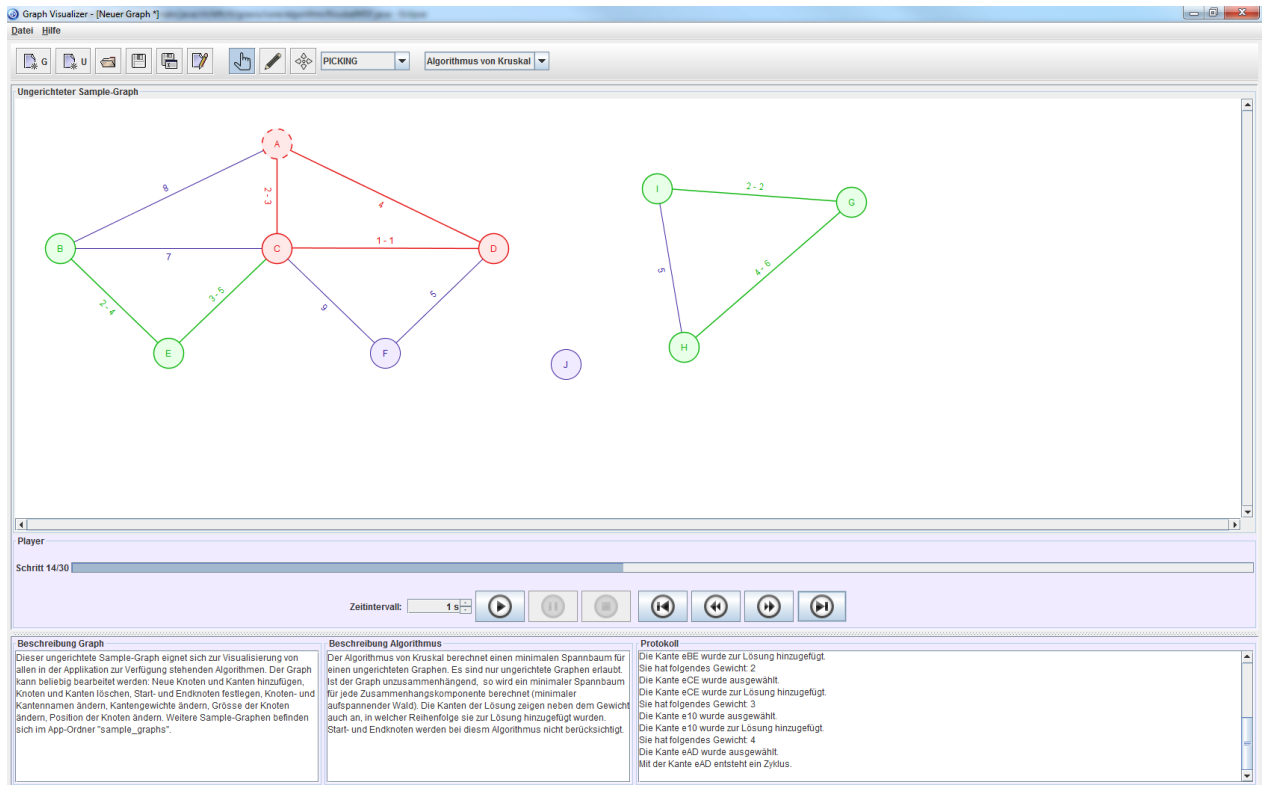 Graph Visualizer - [Neuer Graph *]
Datei Hilfe
G U PICKING Algorithmus von Kruskal
Ungerichteter Sample-Graph
A
8
2 - 3
4
I
2 - 2
G
B
7
C
1 - 1
D
5
4 - 6
2 - 4
3 - 5
9
5
E
F
H
J
Player
Schritt 14/30
Zeitintervall: 1 s
Beschreibung Graph
Dieser ungerichtete Sample-Graph eignet sich zur Visualisierung von
allen in der Applikation zur Verfügung stehenden Algorithmen. Der Graph
kann beliebig bearbeitet werden: Neue Knoten und Kanten hinzufügen,
Knoten und Kanten löschen, Start- und Endknoten festlegen, Knoten- und
Kantennamen ändern, Kantengewichte ändern, Grösse der Knoten
ändern, Position der Knoten ändern. Weitere Sample-Graphen befinden
sich im App-Ordner "sample_graphs".
Beschreibung Algorithmus
Der Algorithmus von Kruskal berechnet einen minimalen Spannbaum für
einen ungerichteten Graphen. Es sind nur ungerichtete Graphen erlaubt.
Ist der Graph unzusammenhängend, so wird ein minimaler Spannbaum
für jede Zusammenhangskomponente berechnet (minimaler
aufspannender Wald). Die Kanten der Lösung zeigen neben dem Gewicht
auch an, in welcher Reihenfolge sie zur Lösung hinzugefügt wurden.
Start- und Endknoten werden bei diesm Algorithmus nicht berücksichtigt.
Protokoll
Die Kante eBE wurde zur Lösung hinzugefügt.
Sie hat folgendes Gewicht: 2
Die Kante eCE wurde ausgewählt.
Die Kante eCE wurde zur Lösung hinzugefügt.
Sie hat folgendes Gewicht: 3
Die Kante e10 wurde ausgewählt.
Die Kante e10 wurde zur Lösung hinzugefügt.
Sie hat folgendes Gewicht: 4
Die Kante eAD wurde ausgewählt.
Mit der Kante eAD entsteht ein Zyklus.